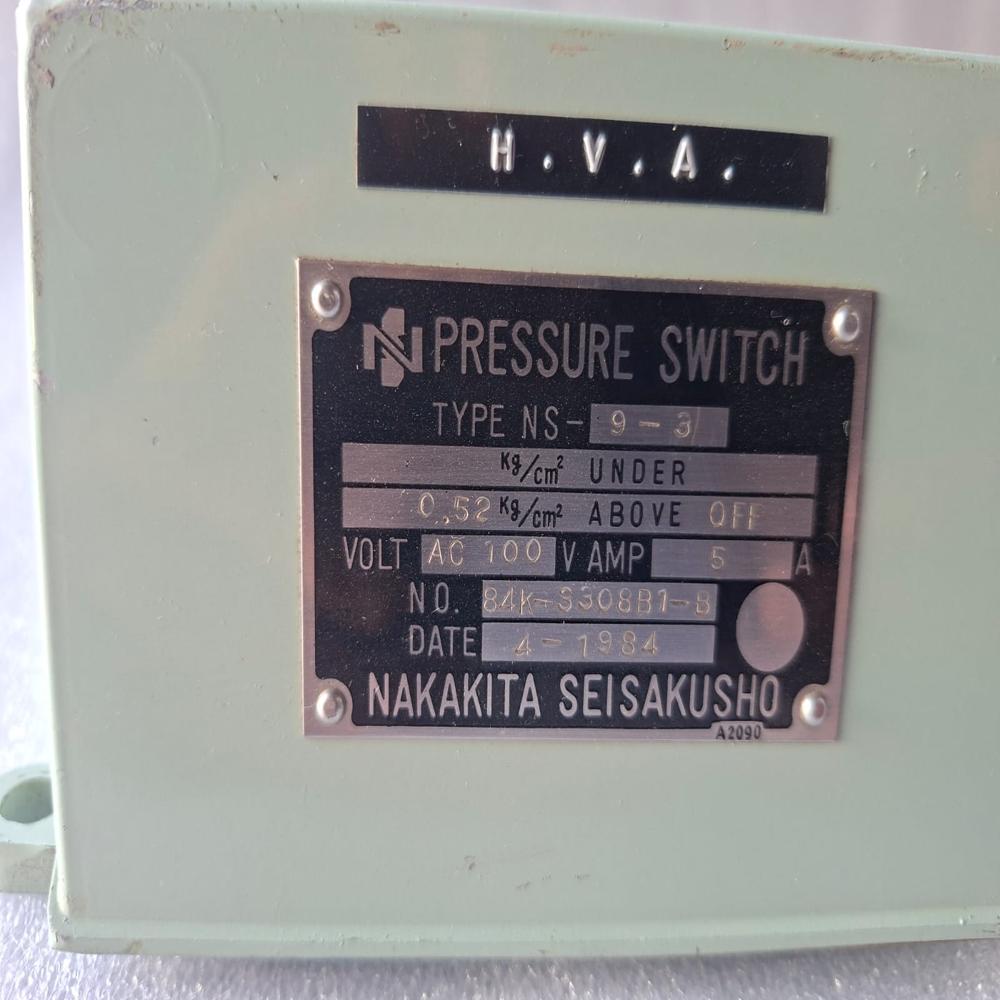 H.V.A.
N PRESSURE SWITCH
TYPE NS- 9-3
Kg/cm² UNDER
0.52 Kg/cm² ABOVE OFF
VOLT AC 100 V AMP 5 A
NO. 84K-S308B1-B
DATE 4-1984
NAKAKITA SEISAKUSHO
A2090